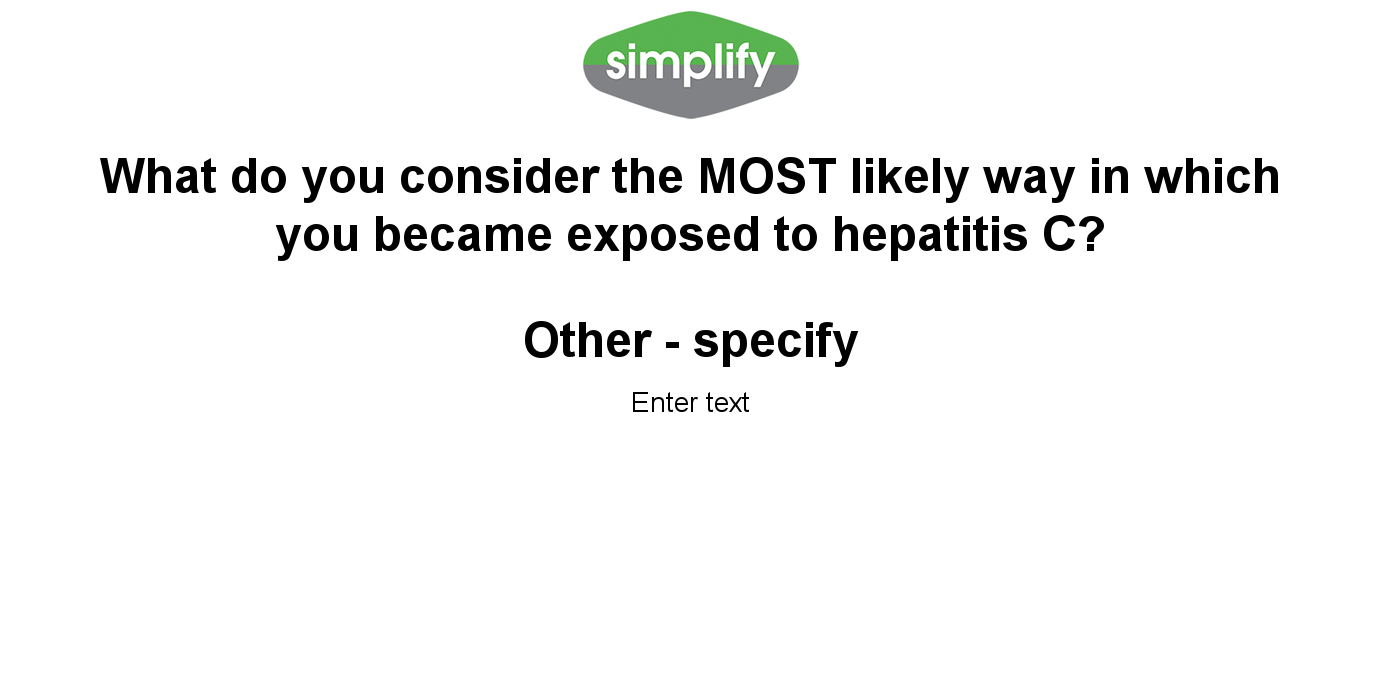 simplify
What do you consider the MOST likely way in which
you became exposed to hepatitis C?
Other - specify
Enter text